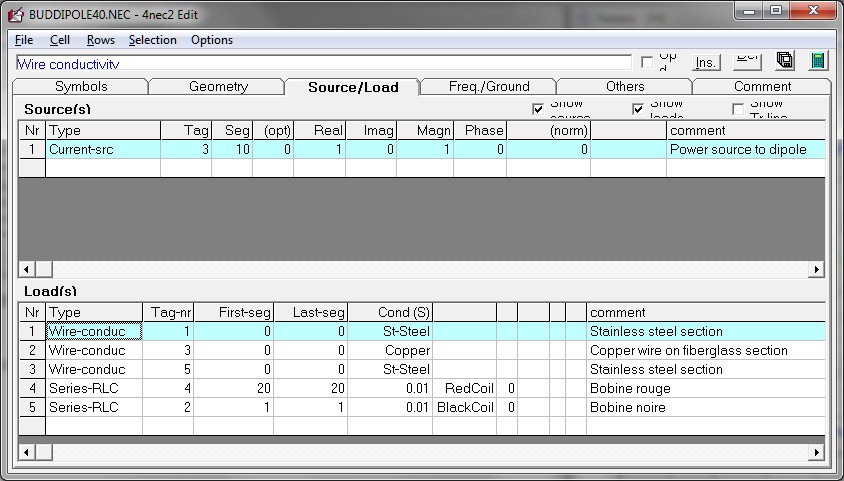 BUDDIPOLE40.NEC - 4nec2 Edit
File Cell Rows Selection Options
Wire conductivity Ins.
Symbols Geometry Source/Load Freq./Ground Others Comment
Source(s) Show Show Show
Nr Type Tag Seg (opt) Real Imag Magn Phase (norm) comment
1 Current-src 3 10 0 1 0 1 0 0 Power source to dipole
Load(s)
Nr Type Tag-nr First-seg Last-seg Cond (S) comment
1 Wire-conduc 1 0 0 St-Steel Stainless steel section
2 Wire-conduc 3 0 0 Copper Copper wire on fiberglass section
3 Wire-conduc 5 0 0 St-Steel Stainless steel section
4 Series-RLC 4 20 20 0.01 RedCoil 0 Bobine rouge
5 Series-RLC 2 1 1 0.01 BlackCoil 0 Bobine noire